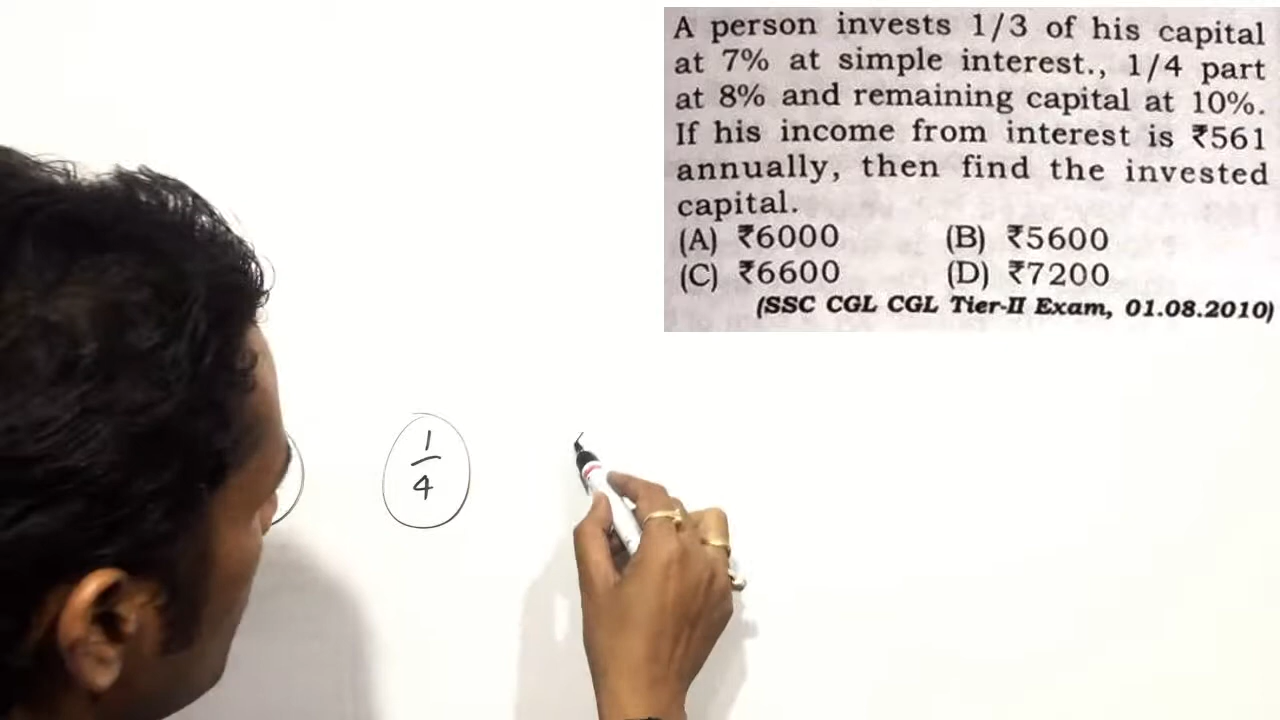 A person invests 1/3 of his capital
at 7% at simple interest., 1/4 part
at 8% and remaining capital at 10%.
If his income from interest is ₹561
annually, then find the invested
capital.
(A) ₹6000 (B) ₹5600
(C) ₹6600 (D) ₹7200
(SSC CGL CGL Tier-II Exam, 01.08.2010)
1
4